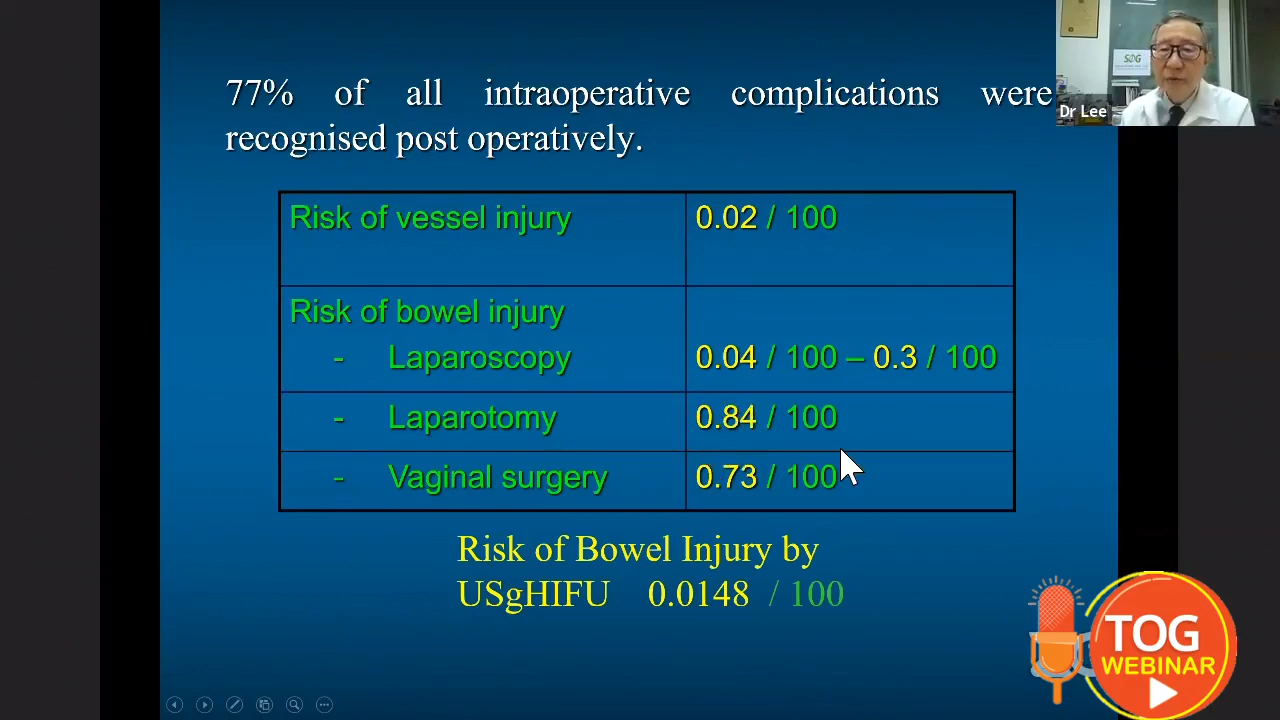 77% of all intraoperative complications were
recognised post operatively.
Dr Lee
Risk of vessel injury 0.02 / 100
Risk of bowel injury
- Laparoscopy 0.04 / 100 – 0.3 / 100
- Laparotomy 0.84 / 100
- Vaginal surgery 0.73 / 100
Risk of Bowel Injury by
USgHIFU 0.0148 / 100
TOG
WEBINAR